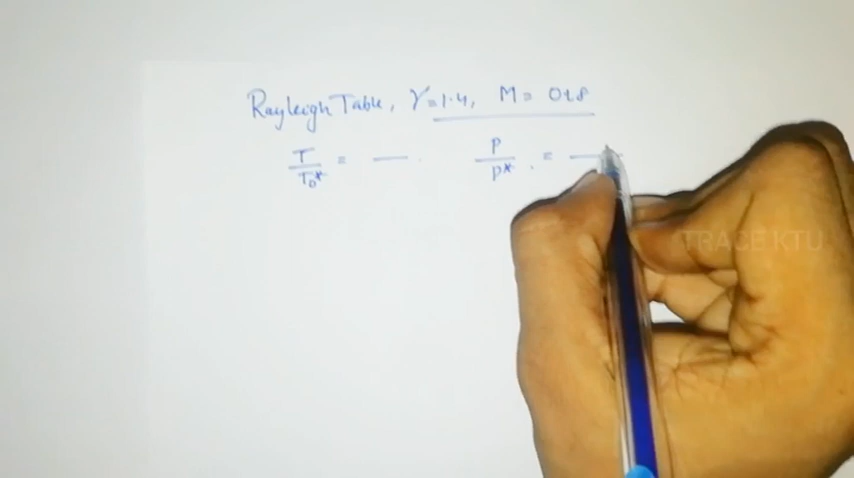 Rayleigh Table, γ=1.4, M = 0.8
T/T₀* = — P/P* = —
TRACE KTU